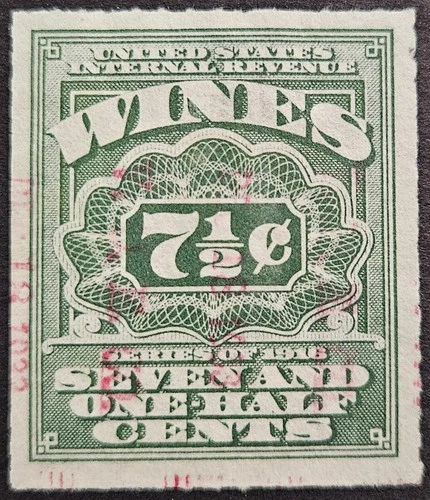 UNITED STATES
INTERNAL REVENUE
WINES
7½¢
SERIES OF 1916
SEVEN AND
ONE HALF
CENTS